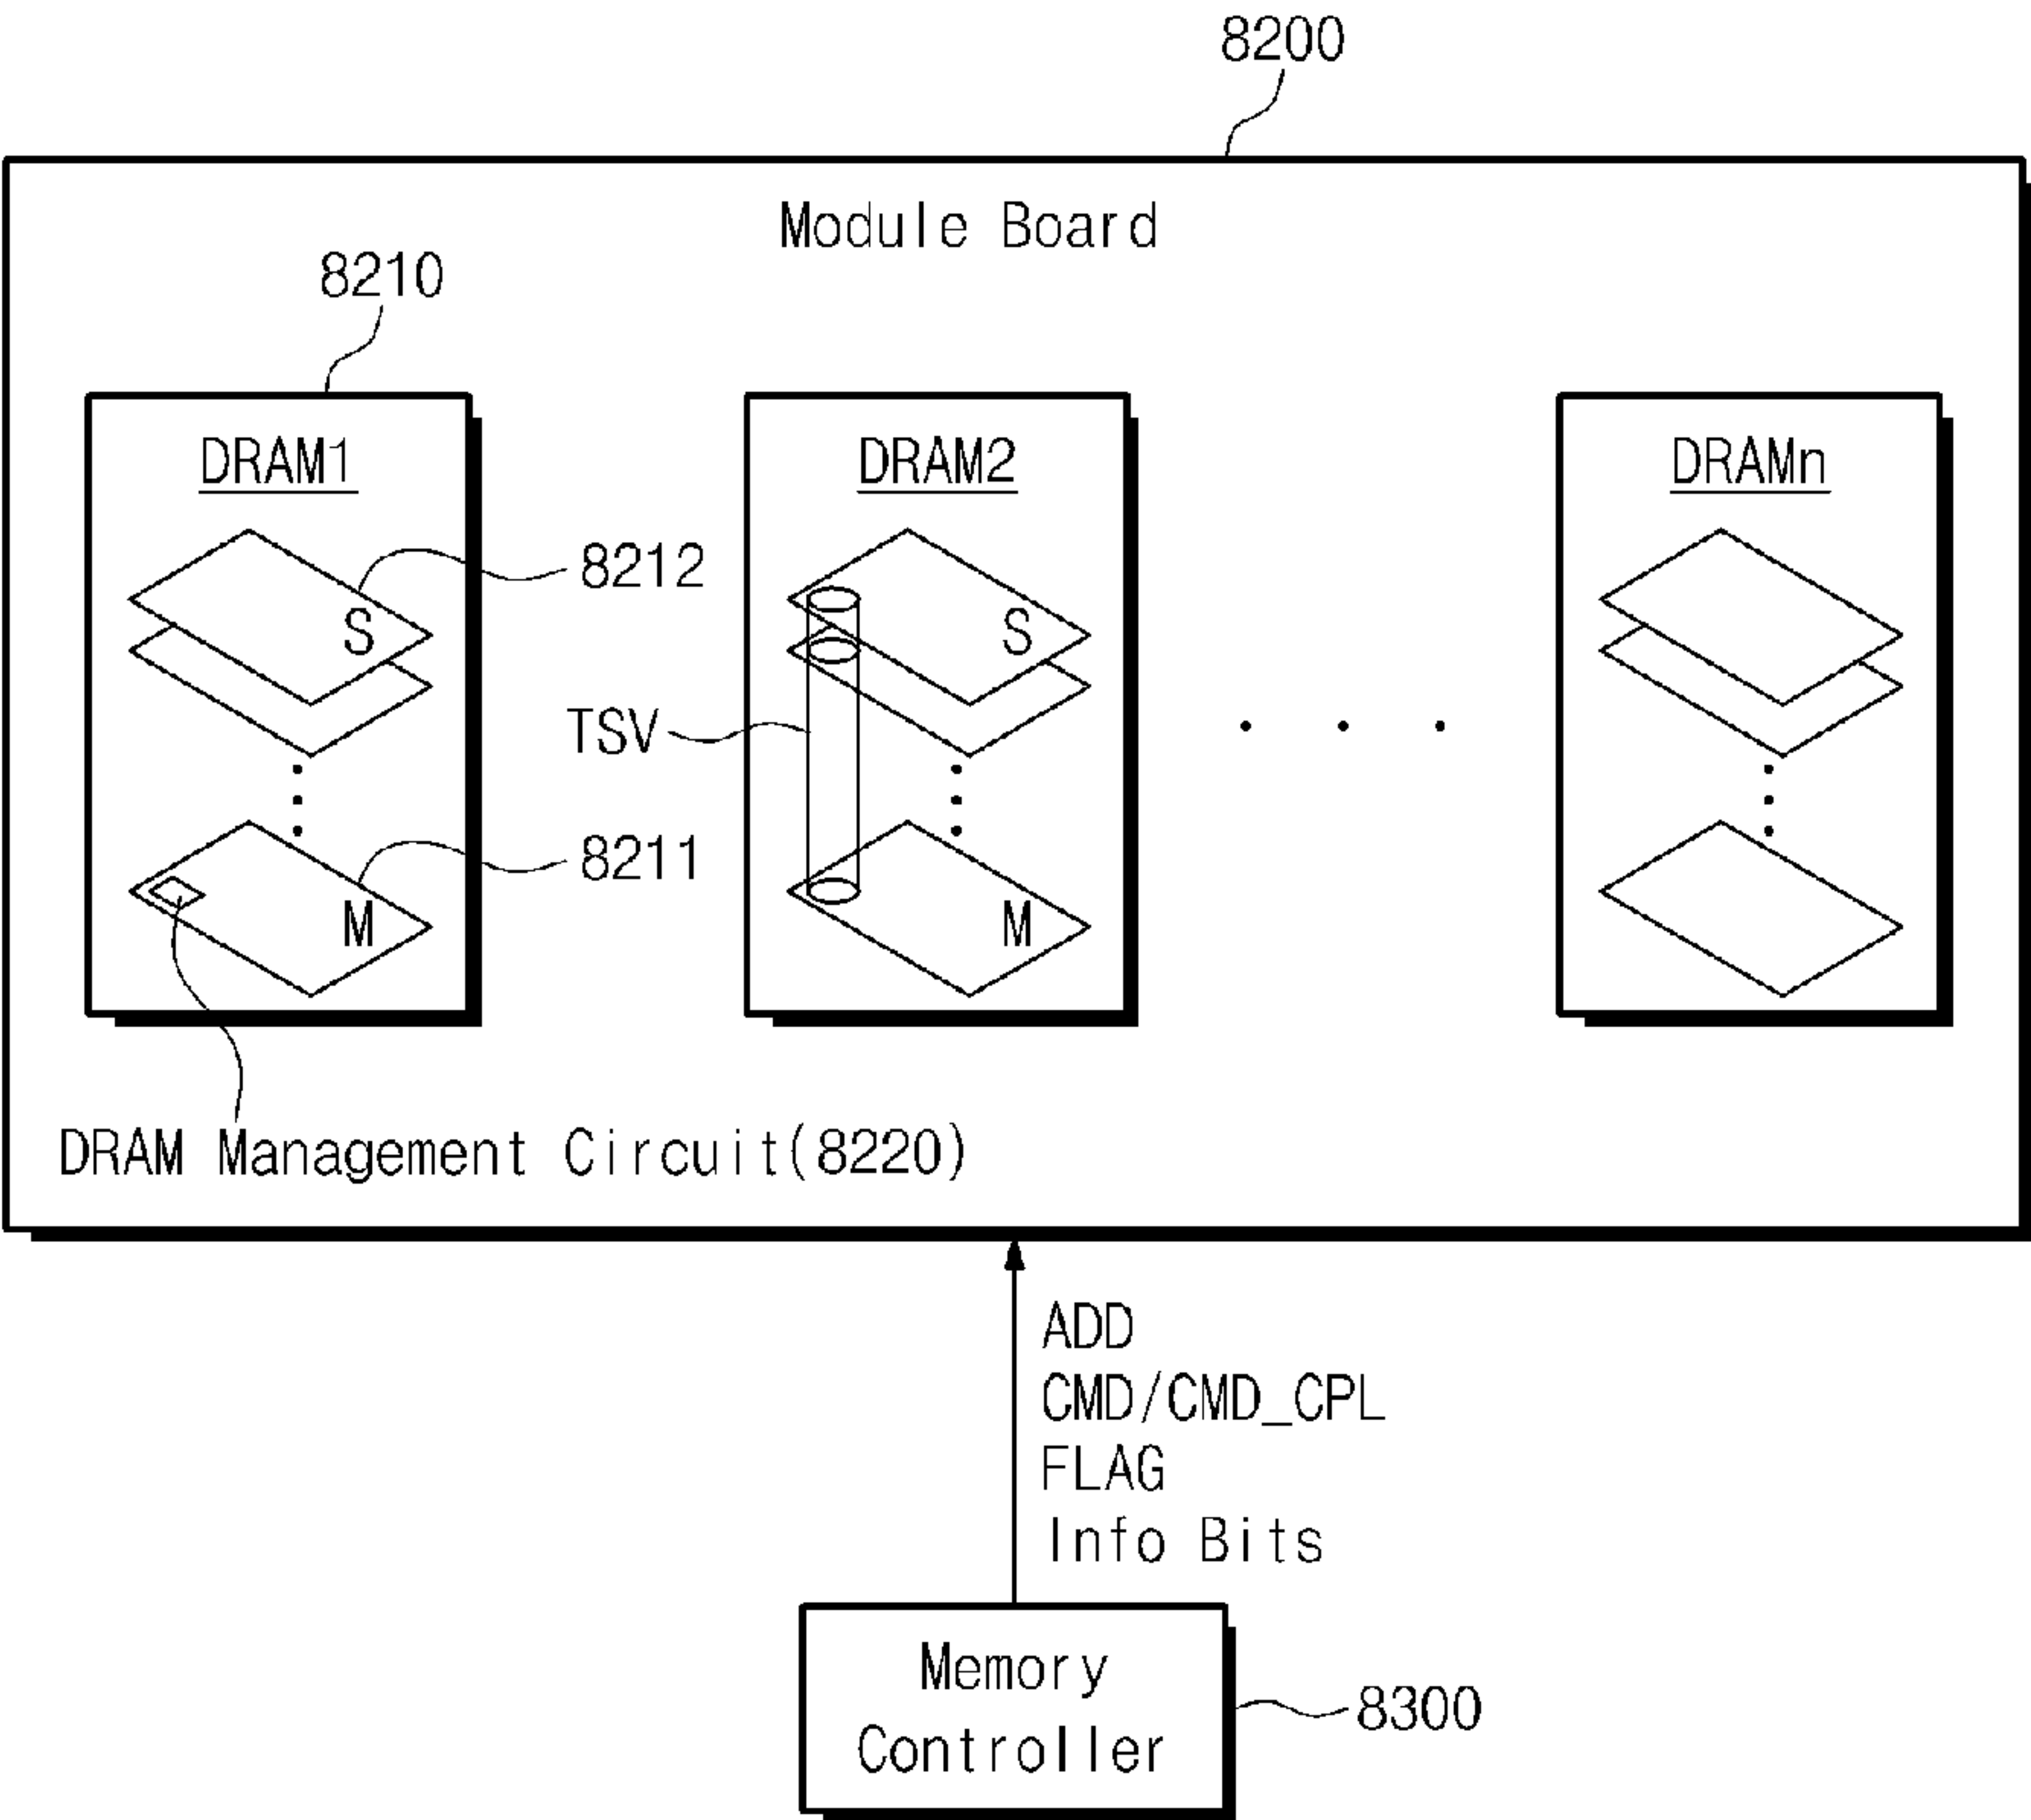 8200
Module Board
8210
DRAM1
DRAM2
DRAMn
8212
S
S
TSV
8211
M
M
DRAM Management Circuit(8220)
ADD
CMD/CMD_CPL
FLAG
Info Bits
Memory
Controller
8300